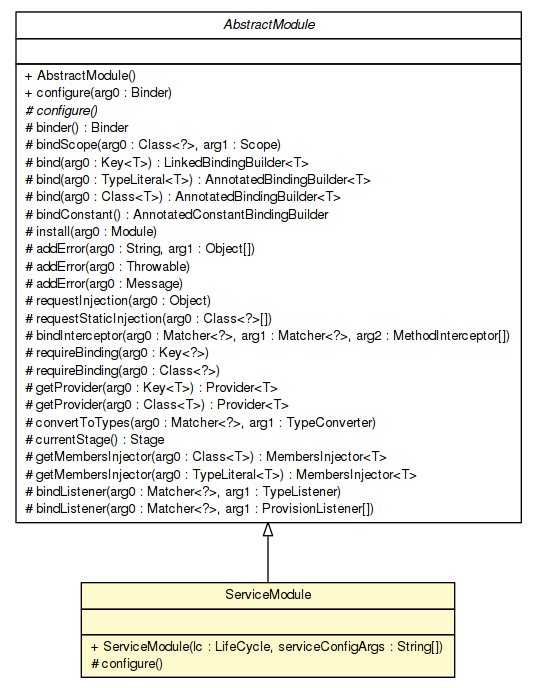 AbstractModule
+ AbstractModule()
+ configure(arg0 : Binder)
# configure()
# binder() : Binder
# bindScope(arg0 : Class<?>, arg1 : Scope)
# bind(arg0 : Key<T>) : LinkedBindingBuilder<T>
# bind(arg0 : TypeLiteral<T>) : AnnotatedBindingBuilder<T>
# bind(arg0 : Class<T>) : AnnotatedBindingBuilder<T>
# bindConstant() : AnnotatedConstantBindingBuilder
# install(arg0 : Module)
# addError(arg0 : String, arg1 : Object[])
# addError(arg0 : Throwable)
# addError(arg0 : Message)
# requestInjection(arg0 : Object)
# requestStaticInjection(arg0 : Class<?>[])
# bindInterceptor(arg0 : Matcher<?>, arg1 : Matcher<?>, arg2 : MethodInterceptor[])
# requireBinding(arg0 : Key<?>)
# requireBinding(arg0 : Class<?>)
# getProvider(arg0 : Key<T>) : Provider<T>
# getProvider(arg0 : Class<T>) : Provider<T>
# convertToTypes(arg0 : Matcher<?>, arg1 : TypeConverter)
# currentStage() : Stage
# getMembersInjector(arg0 : Class<T>) : MembersInjector<T>
# getMembersInjector(arg0 : TypeLiteral<T>) : MembersInjector<T>
# bindListener(arg0 : Matcher<?>, arg1 : TypeListener)
# bindListener(arg0 : Matcher<?>, arg1 : ProvisionListener[])
ServiceModule
+ ServiceModule(lc : LifeCycle, serviceConfigArgs : String[])
# configure()